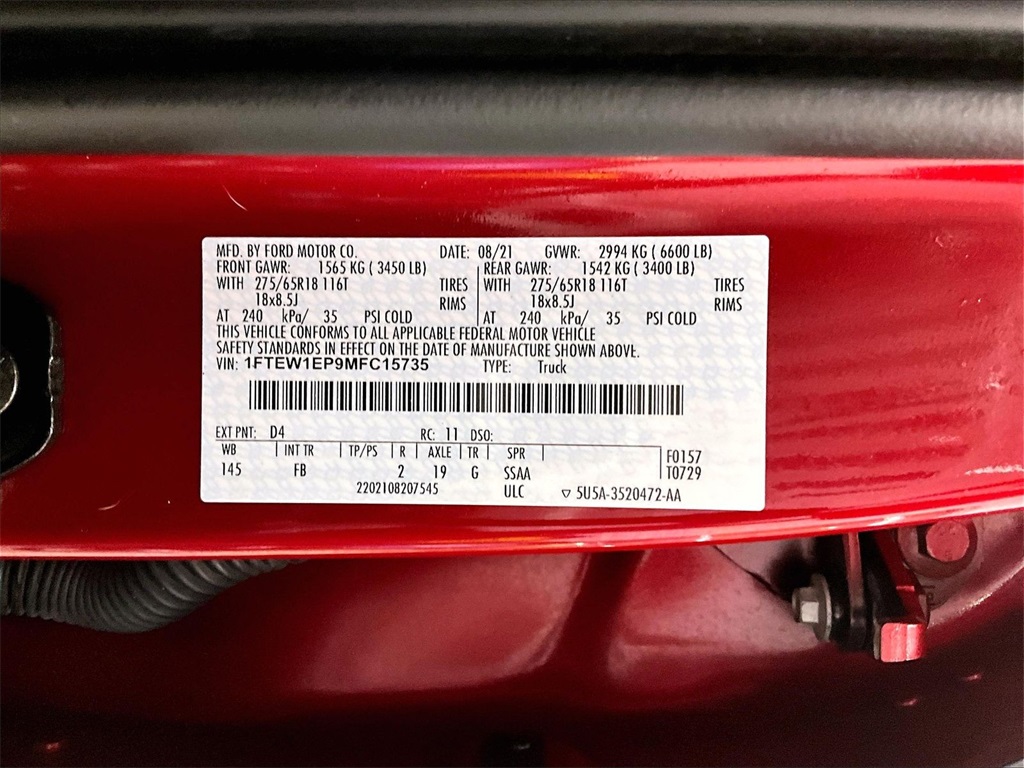 MFD. BY FORD MOTOR CO. DATE: 08/21 GVWR: 2994 KG ( 6600 LB)
FRONT GAWR: 1565 KG ( 3450 LB) REAR GAWR: 1542 KG ( 3400 LB)
WITH 275/65R18 116T TIRES WITH 275/65R18 116T TIRES
18x8.5J RIMS 18x8.5J RIMS
AT 240 kPa/ 35 PSI COLD AT 240 kPa/ 35 PSI COLD
THIS VEHICLE CONFORMS TO ALL APPLICABLE FEDERAL MOTOR VEHICLE
SAFETY STANDARDS IN EFFECT ON THE DATE OF MANUFACTURE SHOWN ABOVE.
VIN: 1FTEW1EP9MFC15735 TYPE: Truck
EXT PNT: D4 RC: 11 DSO:
WB INT TR TP/PS R AXLE TR SPR F0157
145 FB 2 19 G SSAA T0729
2202108207545 ULC ▽ 5U5A-3520472-AA